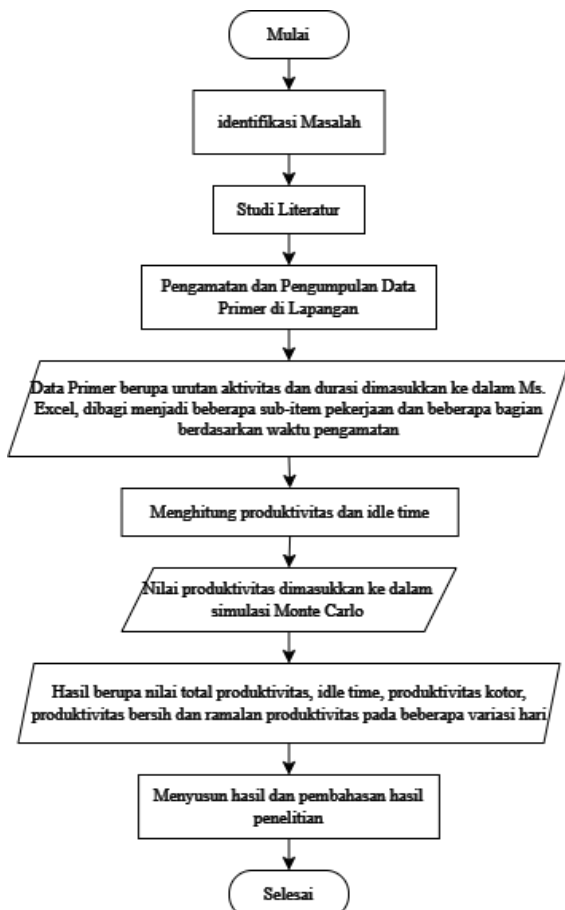 Mulai
identifikasi Masalah
Studi Literatur
Pengamatan dan Pengumpulan Data
Primer di Lapangan
Data Primer berupa urutan aktivitas dan durasi dimasukkan ke dalam Ms.
Excel, dibagi menjadi beberapa sub-item pekerjaan dan beberapa bagian
berdasarkan waktu pengamatan
Menghitung produktivitas dan idle time
Nilai produktivitas dimasukkan ke dalam
simulasi Monte Carlo
Hasil berupa nilai total produktivitas, idle time, produktivitas kotor,
produktivitas bersih dan ramalan produktivitas pada beberapa variasi hari
Menyusun hasil dan pembahasan hasil
penelitian
Selesai